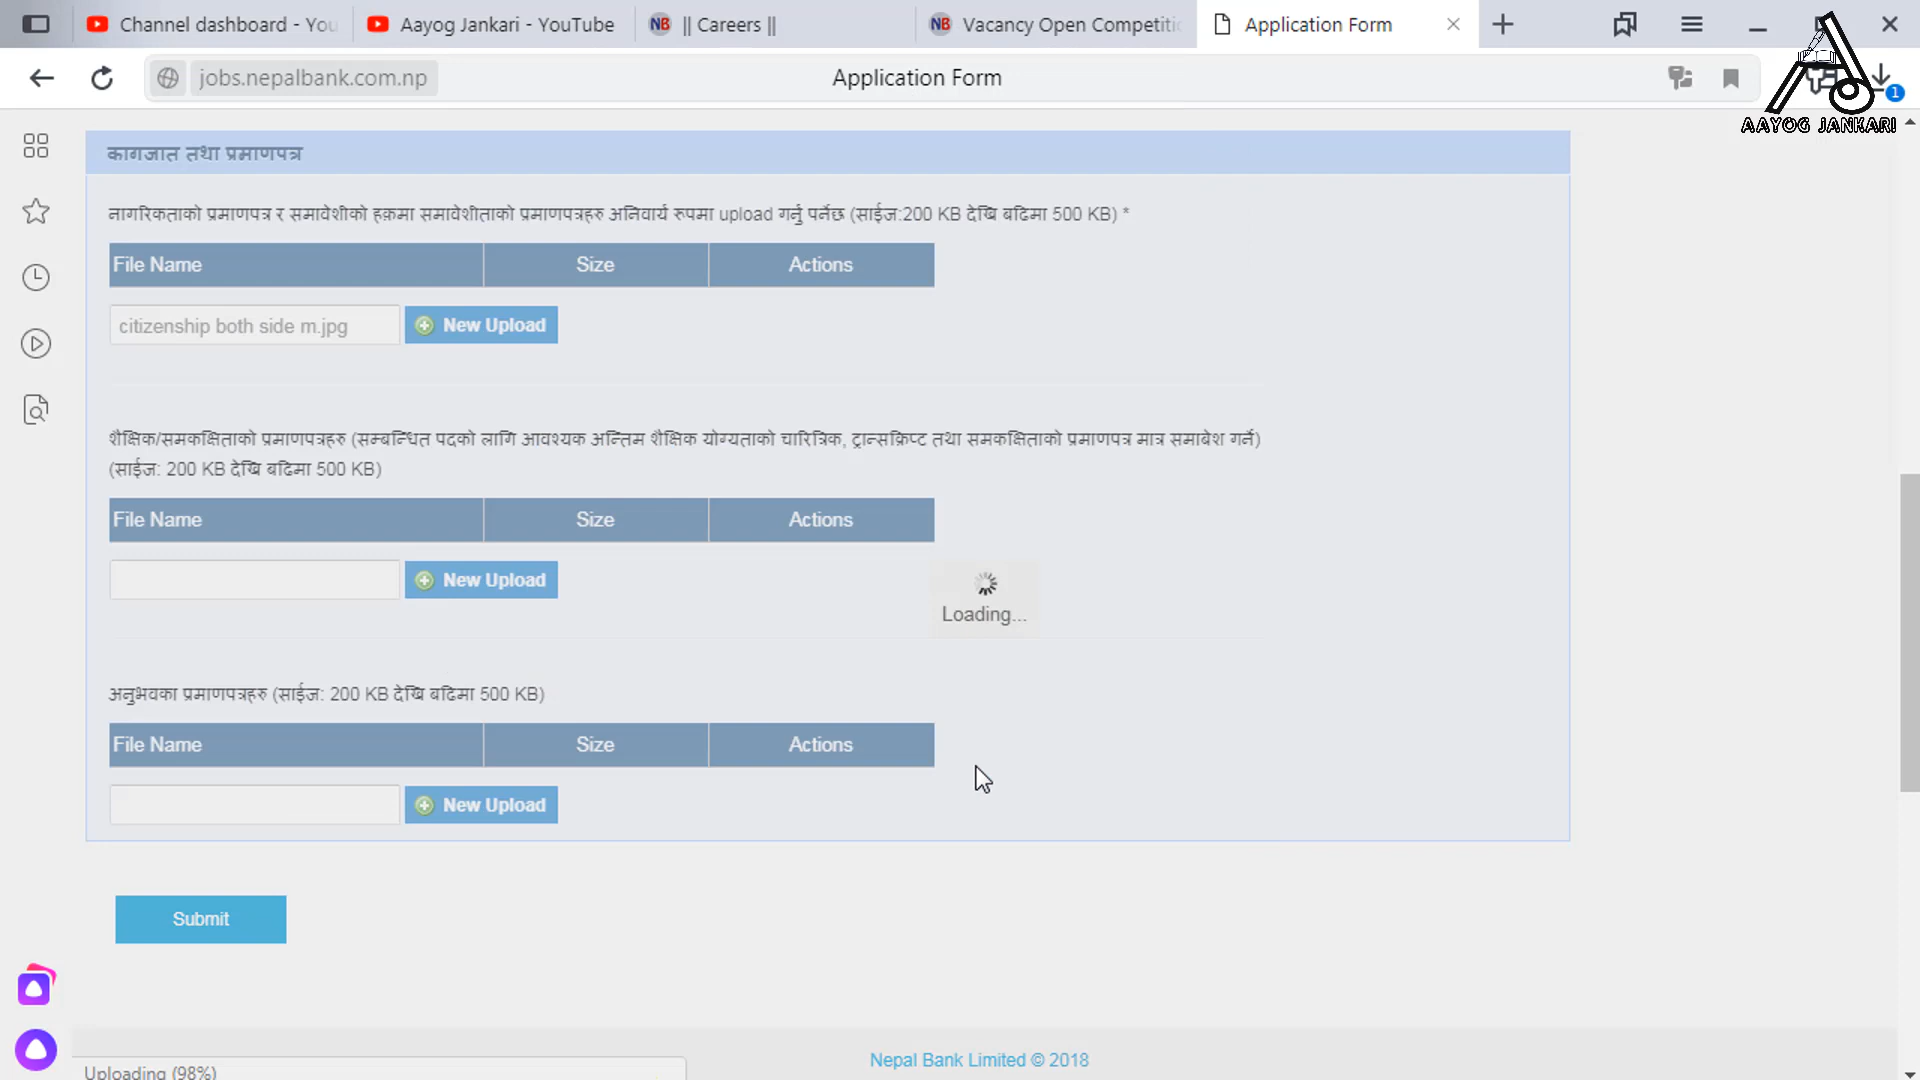 Channel dashboard - You
Aayog Jankari - YouTube
NB || Careers ||
NB Vacancy Open Competitic
Application Form
jobs.nepalbank.com.np
Application Form
1
AAYOG JANKARI
कागजात तथा प्रमाणपत्र
नागरिकताको प्रमाणपत्र र समावेशीको हकमा समावेशीताको प्रमाणपत्रहरु अनिवार्य रुपमा upload गर्नु पर्नेछ (साईज:200 KB देखि बढिमा 500 KB) *
File Name Size Actions
citizenship both side m.jpg New Upload
शैक्षिक/समकक्षिताको प्रमाणपत्रहरु (सम्बन्धित पदको लागि आवश्यक अन्तिम शैक्षिक योग्यताको चारित्रिक, ट्रान्सक्रिप्ट तथा समकक्षिताको प्रमाणपत्र मात्र समाबेश गर्ने)
(साईज: 200 KB देखि बढिमा 500 KB)
File Name Size Actions
New Upload
Loading...
अनुभवका प्रमाणपत्रहरु (साईज: 200 KB देखि बढिमा 500 KB)
File Name Size Actions
New Upload
Submit
Nepal Bank Limited © 2018
Uploading (98%)